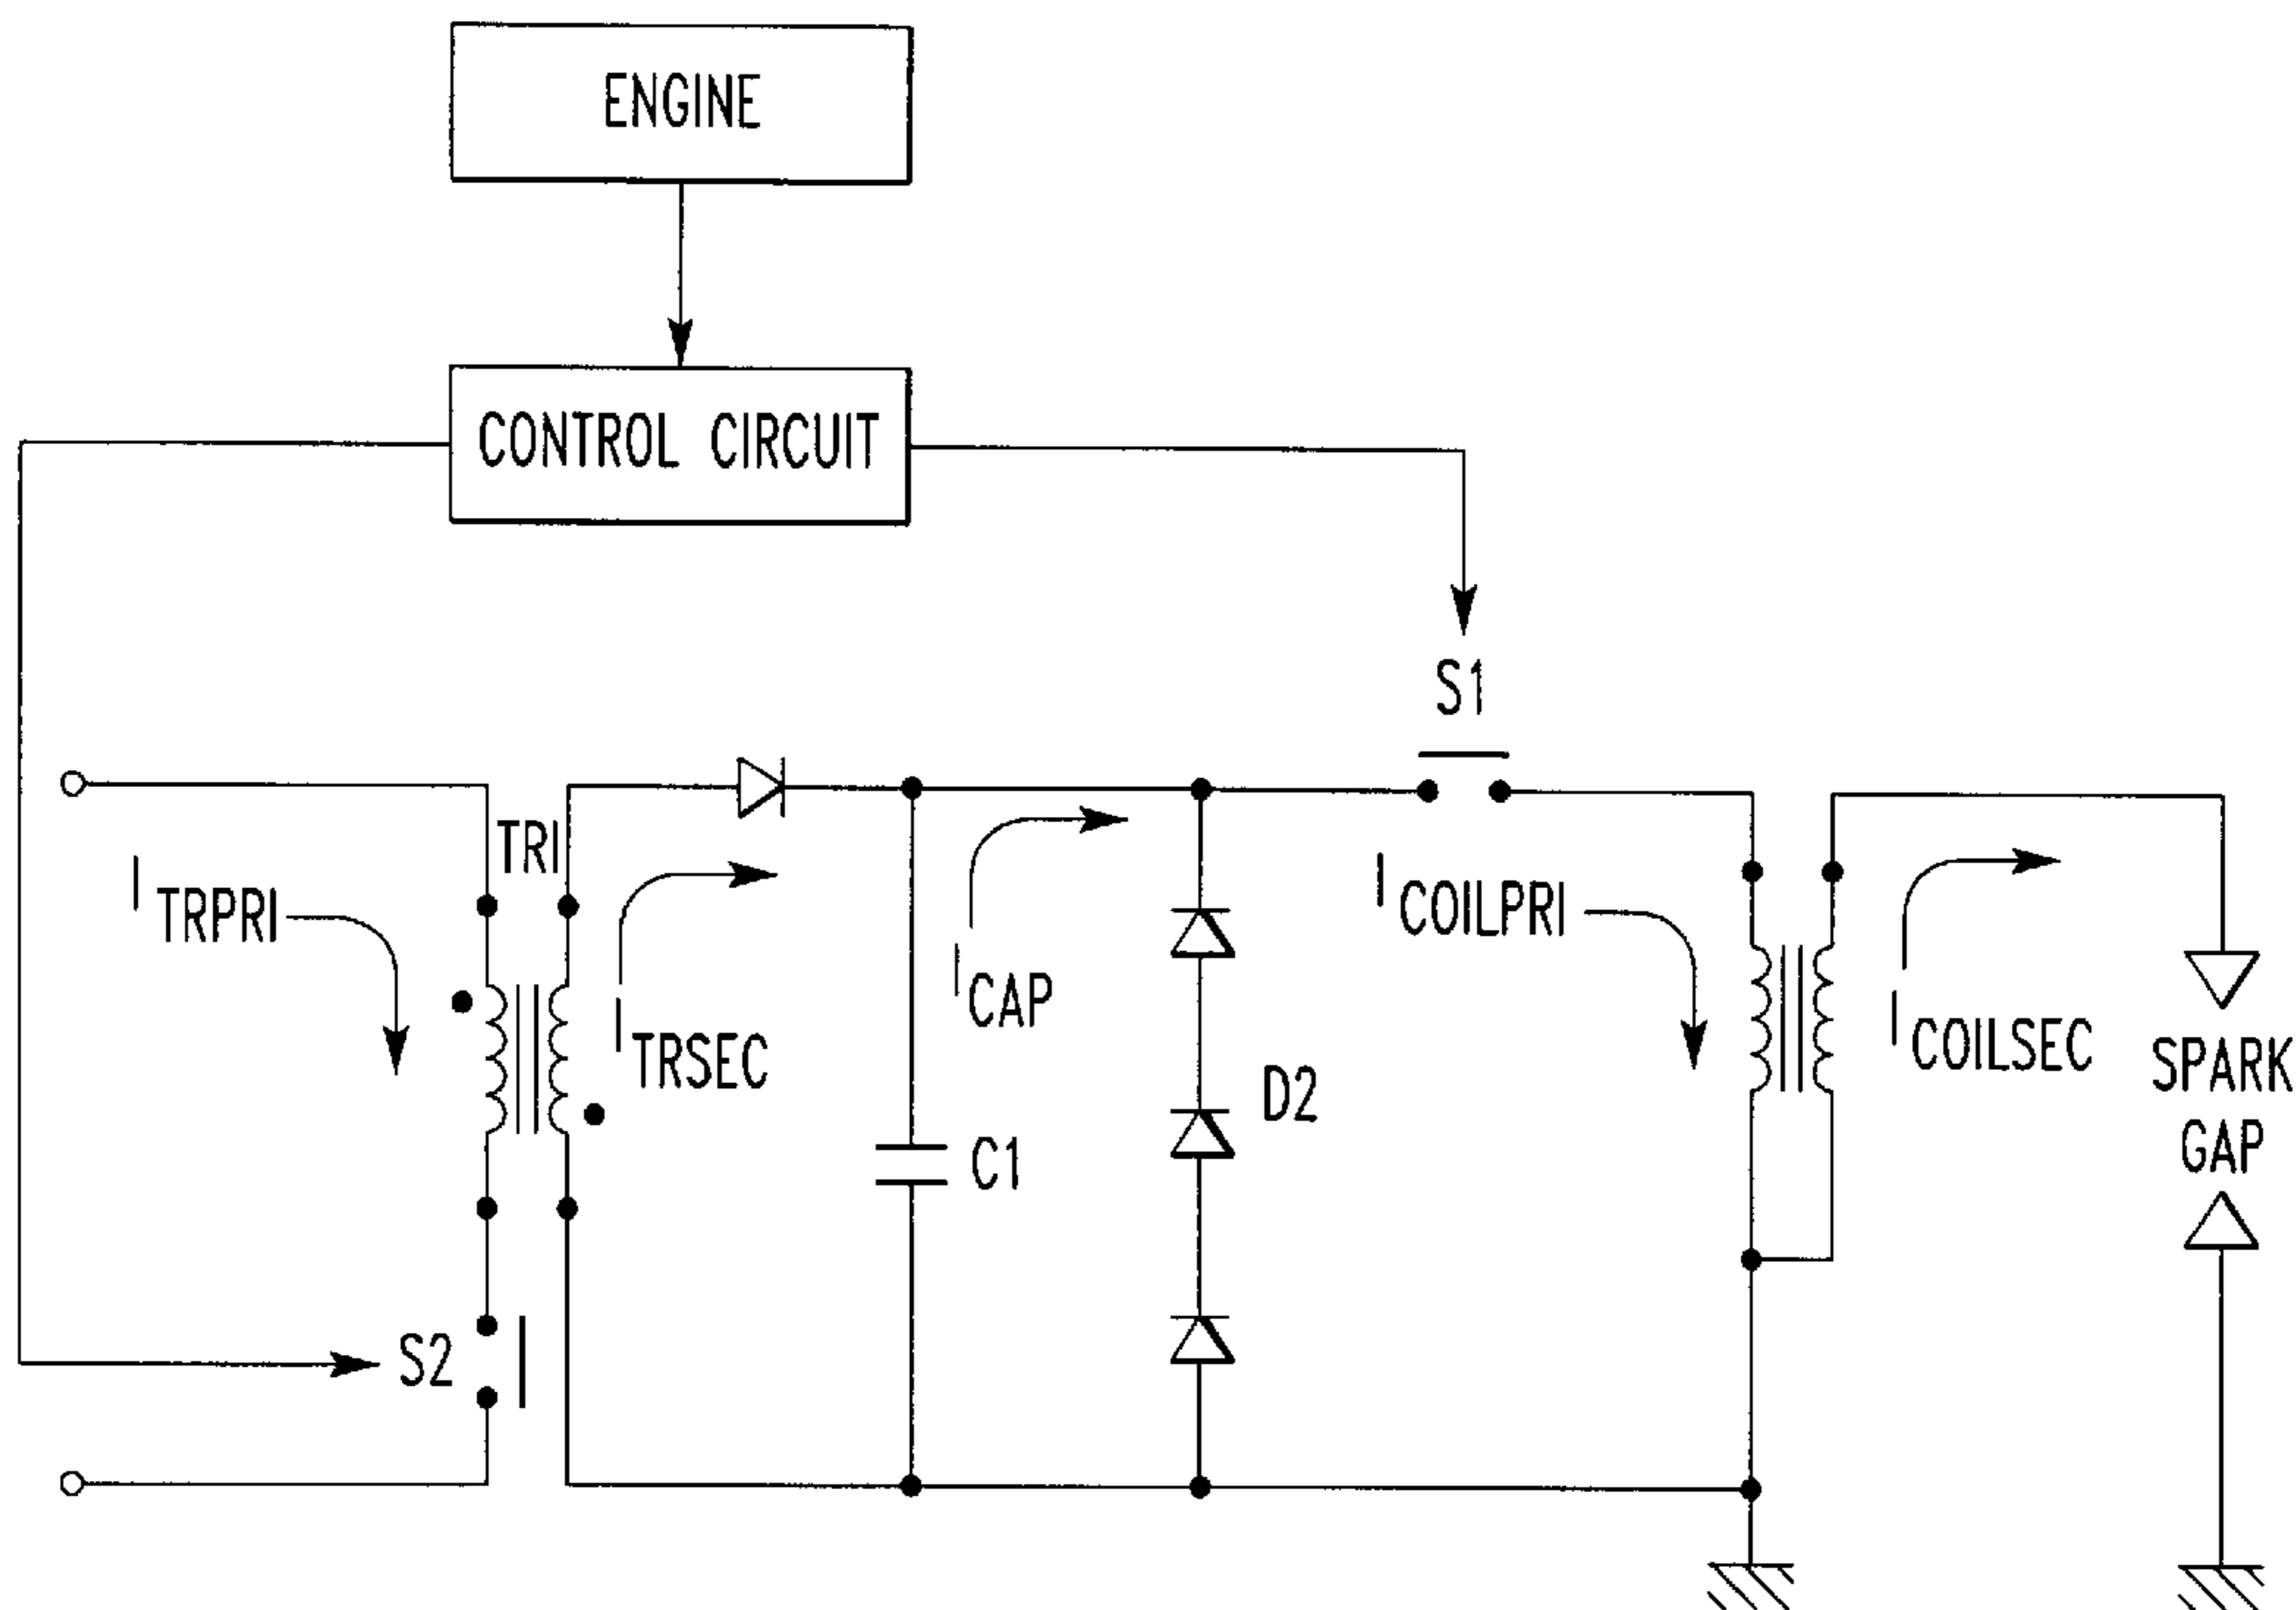 ENGINE
CONTROL CIRCUIT
S1
TRI
I TRPRI
I TRSEC
I CAP
I COILPRI
I COILSEC
D2
C1
SPARK
GAP
S2